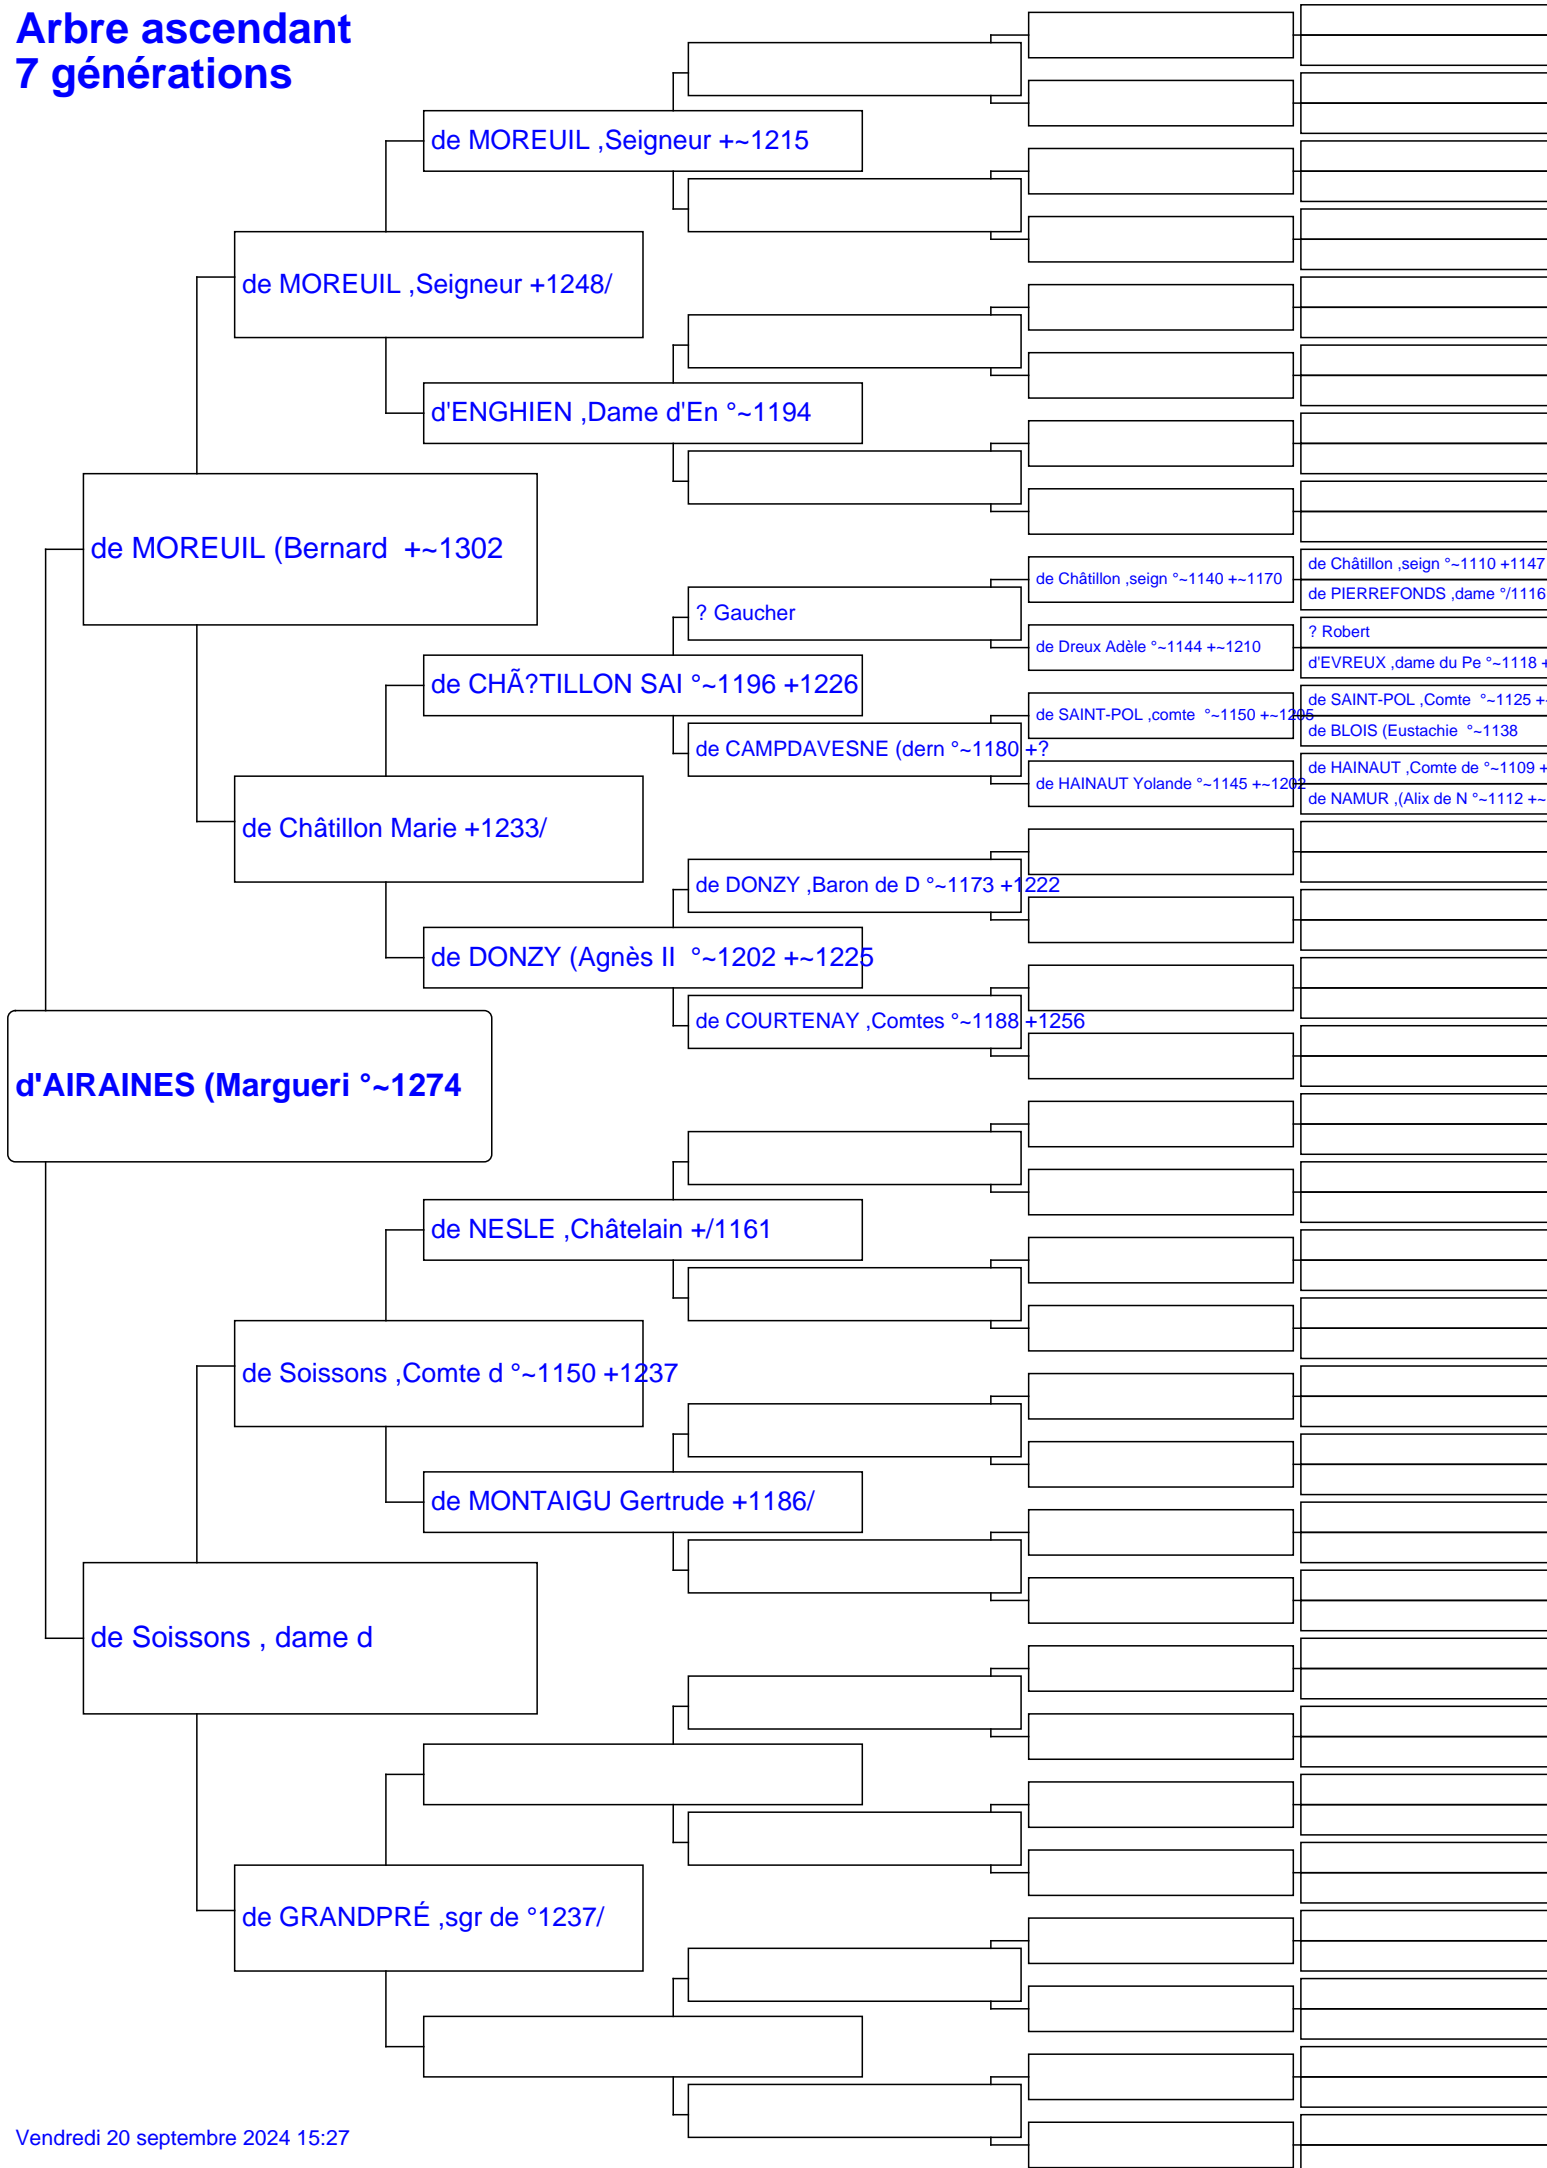 Arbre ascendant
7 générations
de MOREUIL ,Seigneur +~1215
de MOREUIL ,Seigneur +1248/
d'ENGHIEN ,Dame d'En °~1194
de MOREUIL (Bernard  +~1302
de Châtillon ,seign °~1110 +1147
de Châtillon ,seign °~1140 +~1170
de PIERREFONDS ,dame °/1116
? Gaucher
? Robert
de Dreux Adèle °~1144 +~1210
d'EVREUX ,dame du Pe °~1118 +
de CHÃ?TILLON SAI °~1196 +1226
de SAINT-POL ,Comte  °~1125 +~
de SAINT-POL ,comte  °~1150 +~1205
de BLOIS (Eustachie  °~1138
de CAMPDAVESNE (dern °~1180 +?
de HAINAUT ,Comte de °~1109 +
de HAINAUT Yolande °~1145 +~1202
de NAMUR ,(Alix de N °~1112 +~
de Châtillon Marie +1233/
de DONZY ,Baron de D °~1173 +1222
de DONZY (Agnès II  °~1202 +~1225
de COURTENAY ,Comtes °~1188 +1256
d'AIRAINES (Margueri °~1274
de NESLE ,Châtelain +/1161
de Soissons ,Comte d °~1150 +1237
de MONTAIGU Gertrude +1186/
de Soissons , dame d
de GRANDPRÉ ,sgr de °1237/
Vendredi 20 septembre 2024 15:27